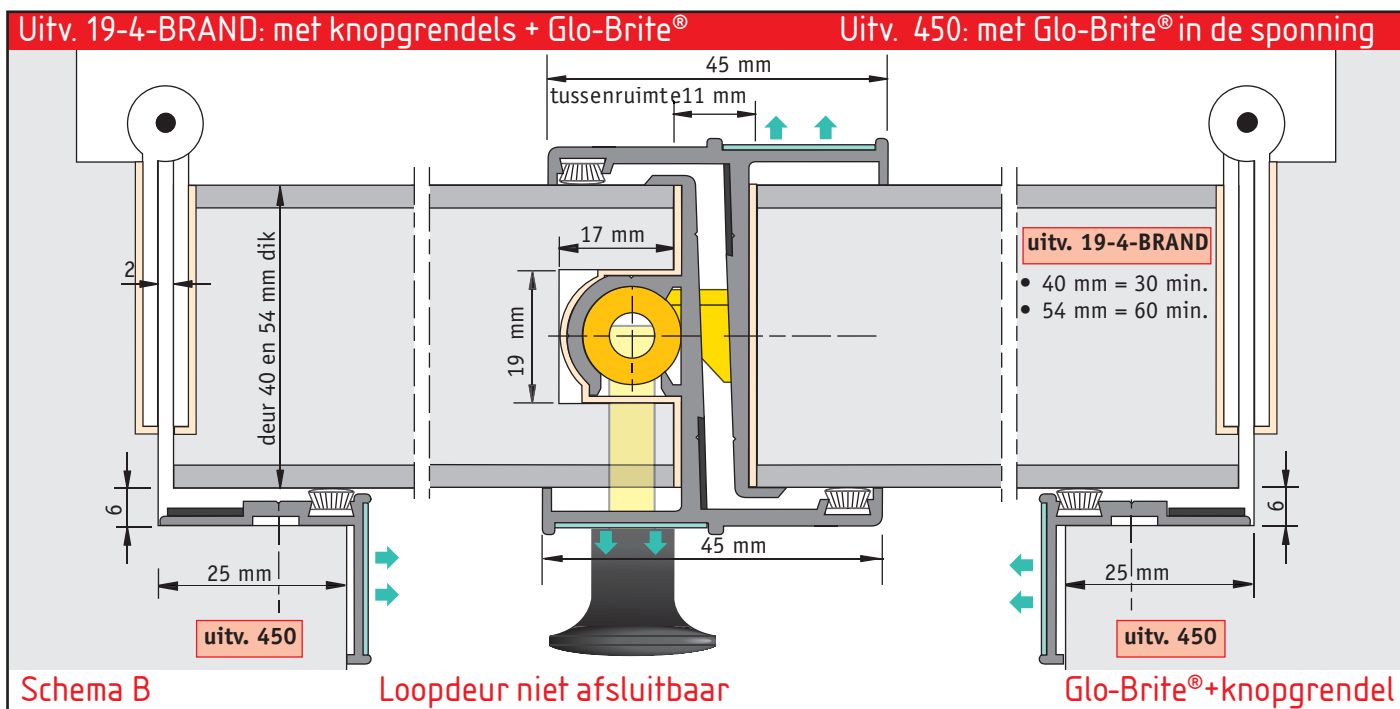 Uitv. 19-4-BRAND: met knopgrendels + Glo-Brite®
Uitv. 450: met Glo-Brite® in de sponning
45 mm
tussenruimte11 mm
17 mm
uitv. 19-4-BRAND
• 40 mm = 30 min.
• 54 mm = 60 min.
2
deur 40 en 54 mm dik
19 mm
6
6
45 mm
25 mm
25 mm
uitv. 450
uitv. 450
Schema B
Loopdeur niet afsluitbaar
Glo-Brite®+knopgrendel